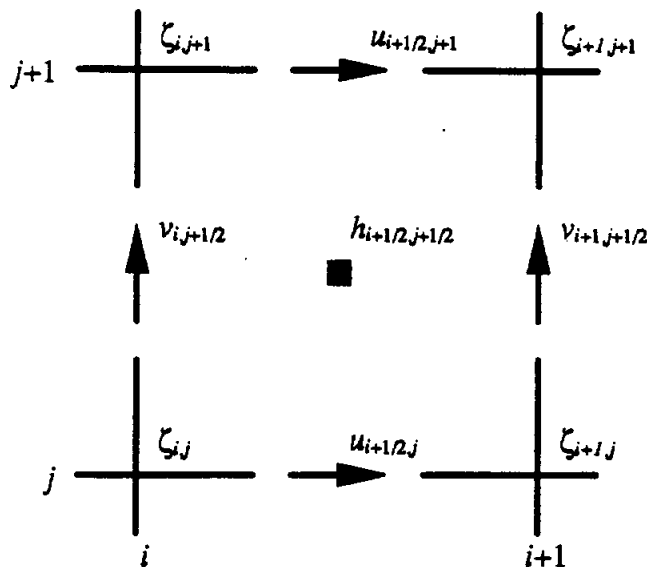 ζi,j+1 ui+1/2,j+1 ζi+1,j+1
j+1
vi,j+1/2 hi+1/2,j+1/2 vi+1,j+1/2
ζi,j ui+1/2,j ζi+1,j
j
i i+1